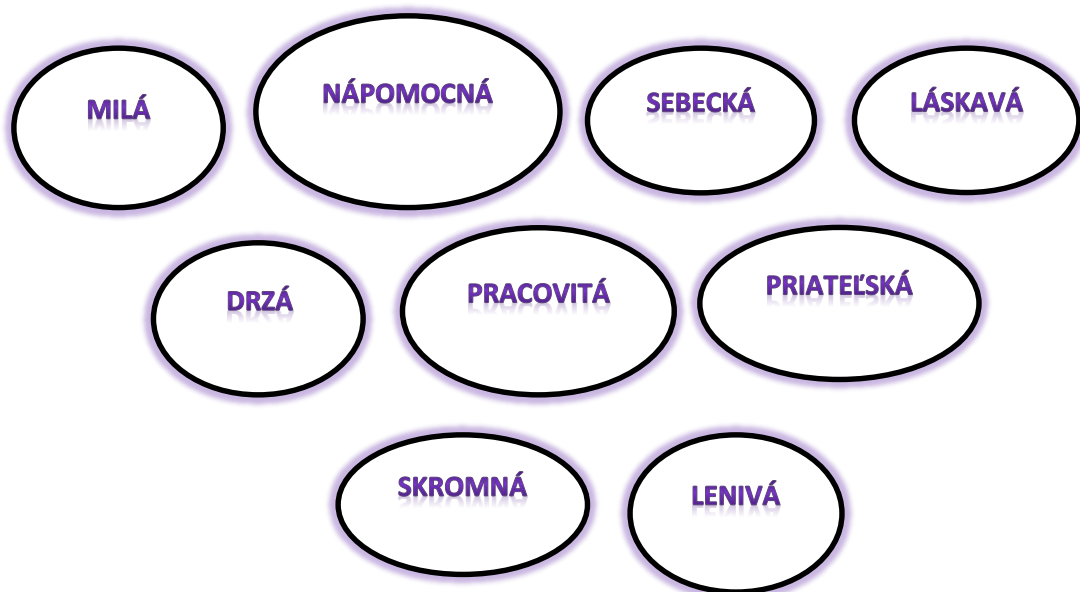 MILÁ
NÁPOMOCNÁ
SEBECKÁ
LÁSKAVÁ
DRZÁ
PRACOVITÁ
PRIATEĽSKÁ
SKROMNÁ
LENIVÁ